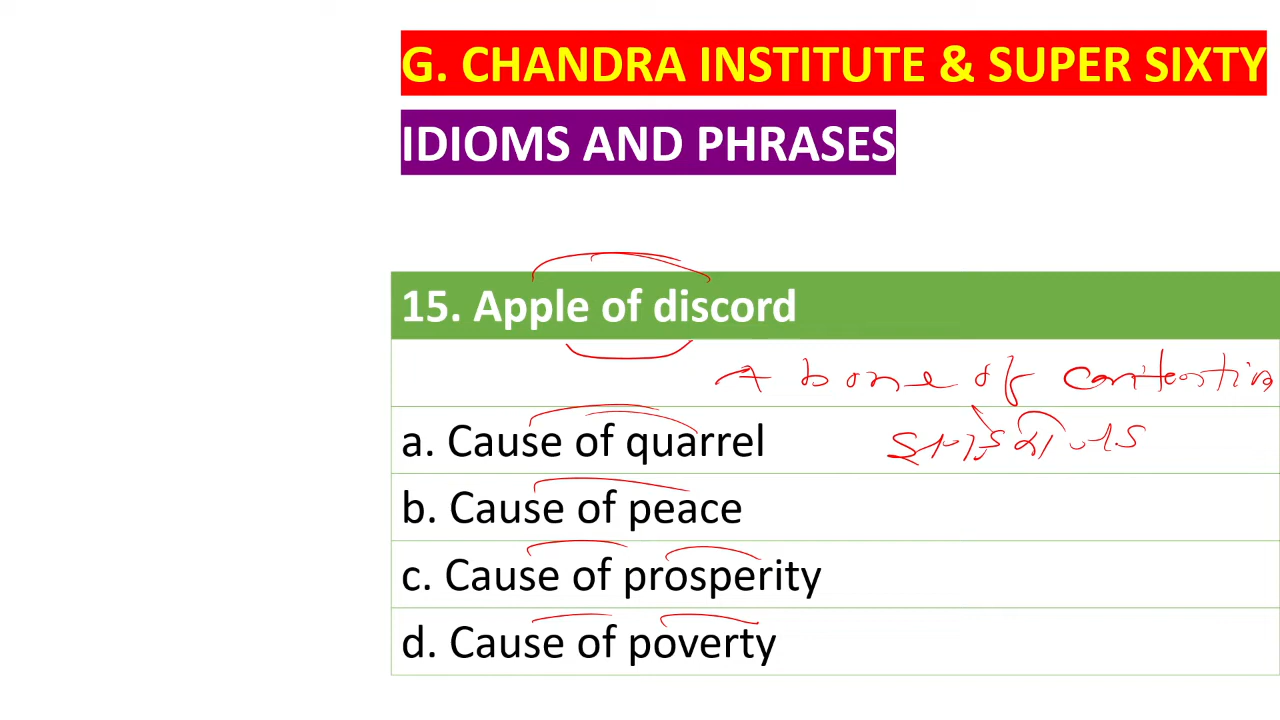 G. CHANDRA INSTITUTE & SUPER SIXTY
IDIOMS AND PHRASES
15. Apple of discord
A bone of contention
a. Cause of quarrel
b. Cause of peace
c. Cause of prosperity
d. Cause of poverty